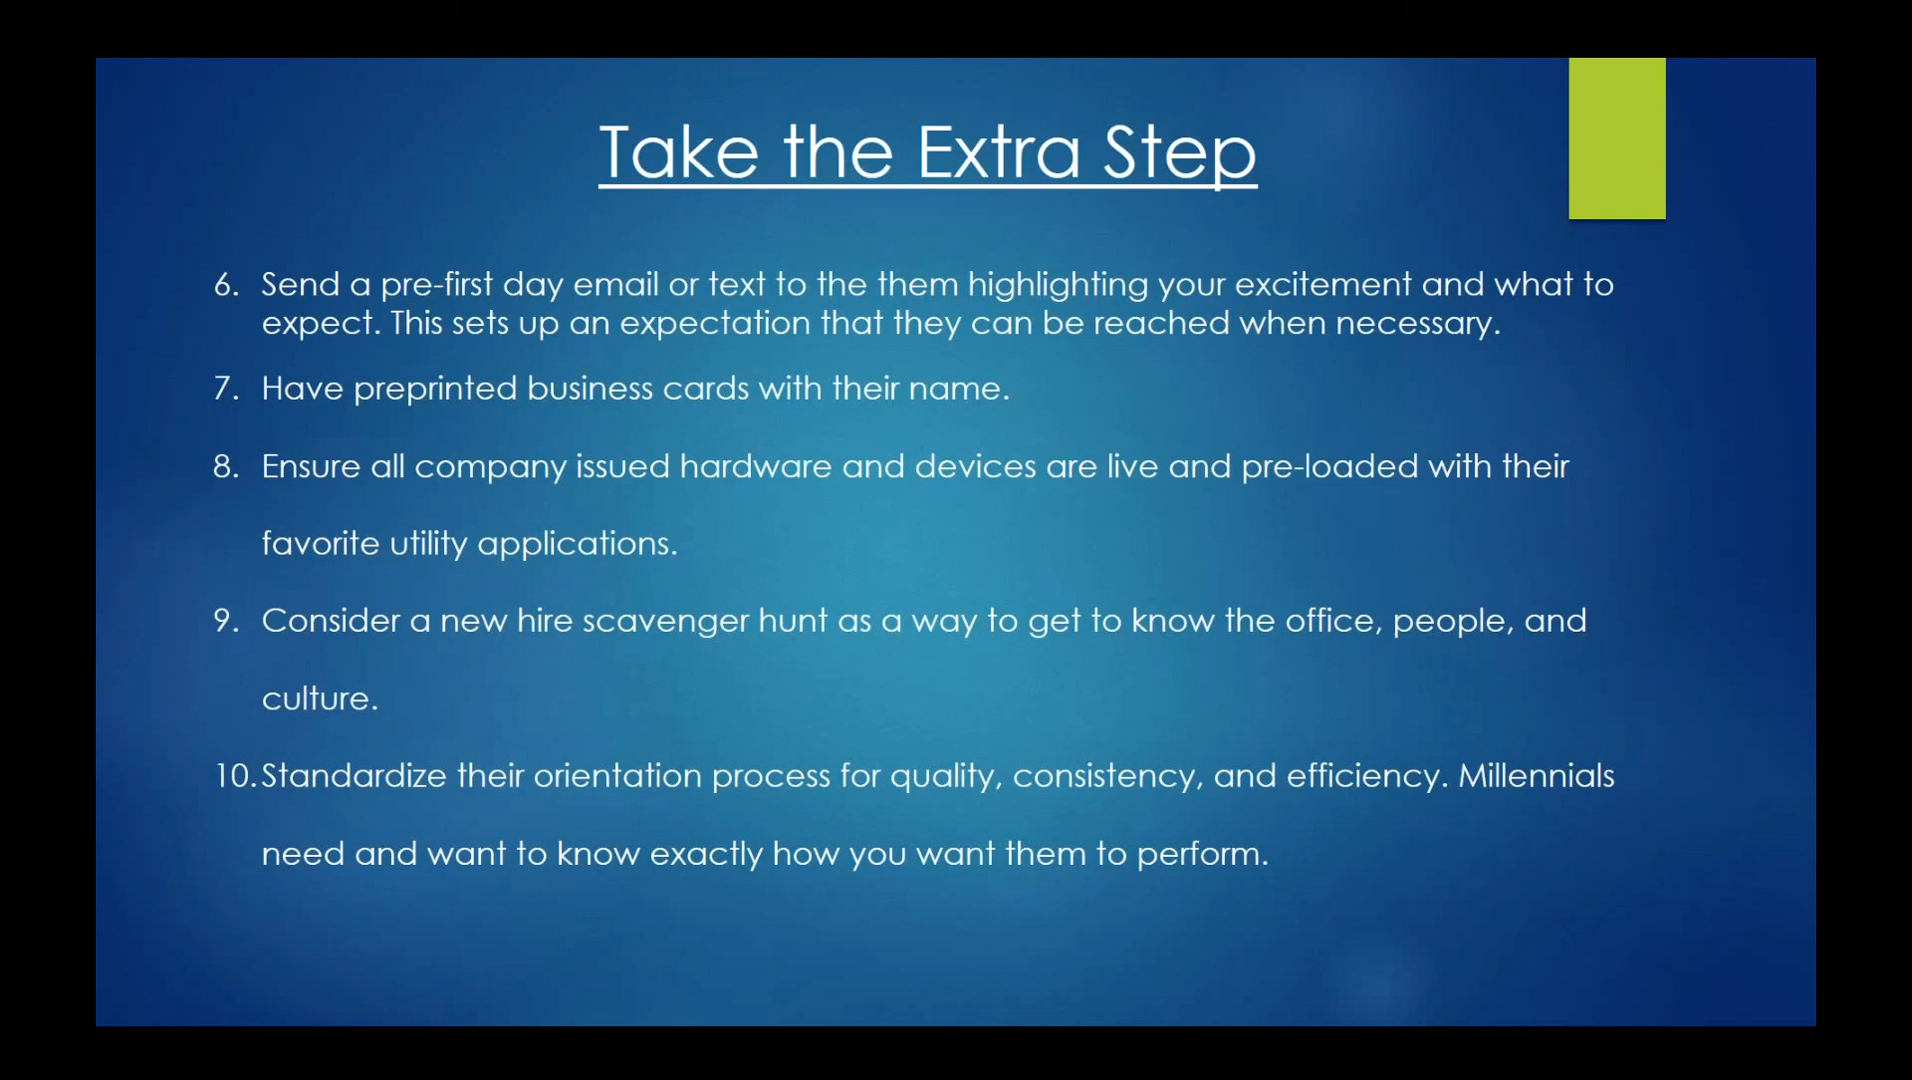 Take the Extra Step
6. Send a pre-first day email or text to the them highlighting your excitement and what to
expect. This sets up an expectation that they can be reached when necessary.
7. Have preprinted business cards with their name.
8. Ensure all company issued hardware and devices are live and pre-loaded with their
favorite utility applications.
9. Consider a new hire scavenger hunt as a way to get to know the office, people, and
culture.
10. Standardize their orientation process for quality, consistency, and efficiency. Millennials
need and want to know exactly how you want them to perform.